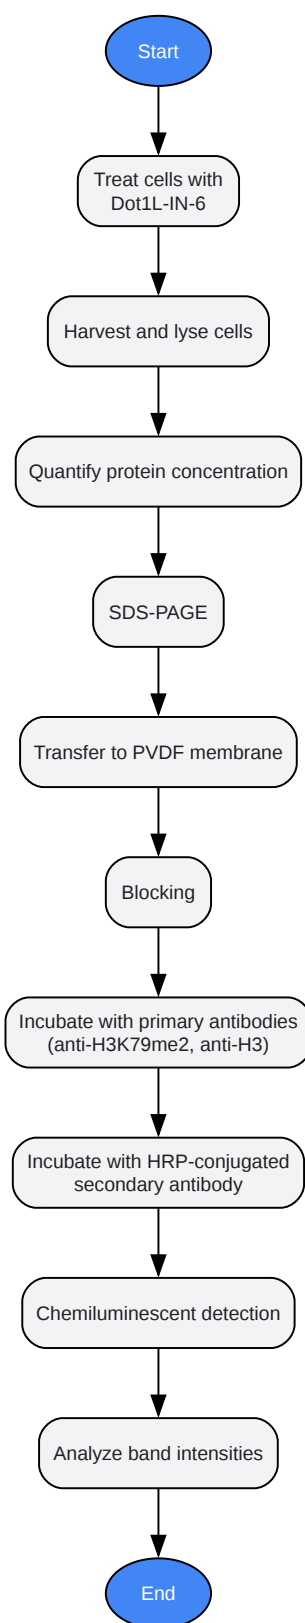 Start
Treat cells with
Dot1L-IN-6
Harvest and lyse cells
Quantify protein concentration
SDS-PAGE
Transfer to PVDF membrane
Blocking
Incubate with primary antibodies
(anti-H3K79me2, anti-H3)
Incubate with HRP-conjugated
secondary antibody
Chemiluminescent detection
Analyze band intensities
End